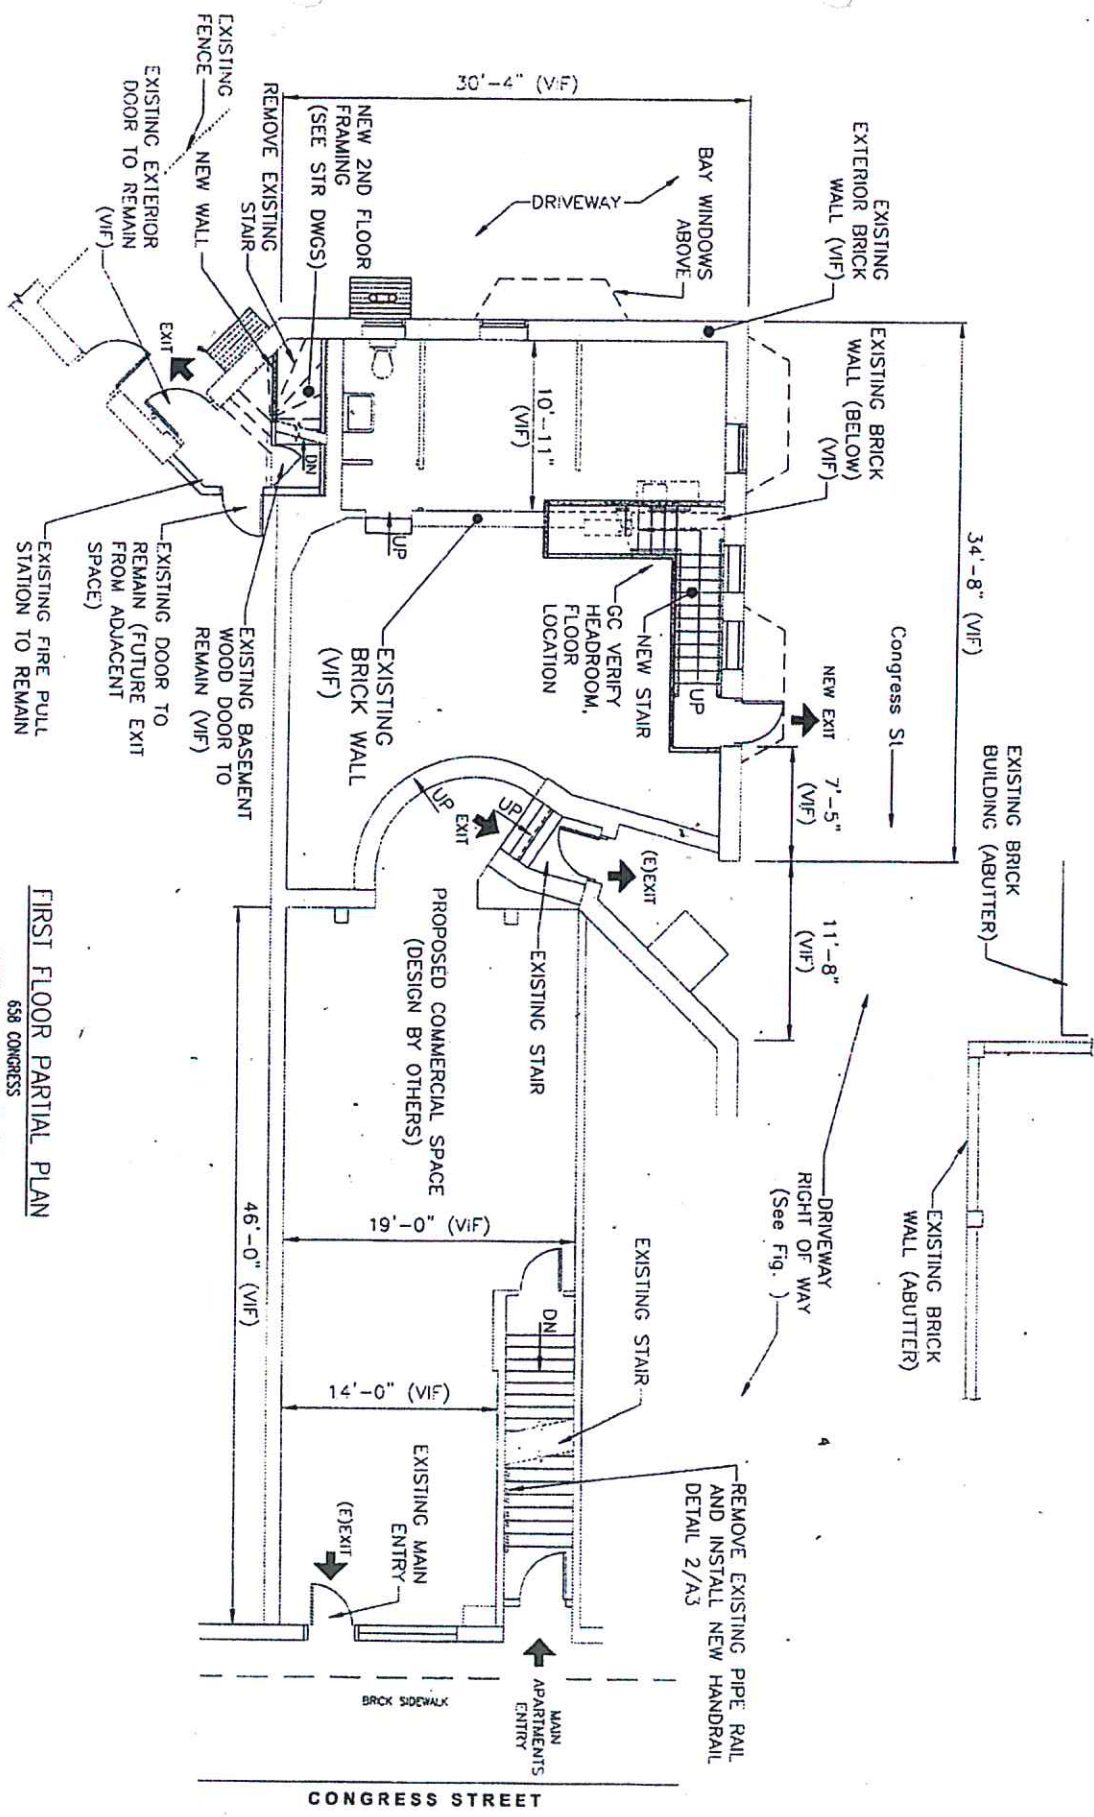 30'-4" (VIF)
EXISTING
FENCE
EXISTING EXTERIOR
DOOR TO REMAIN
(VIF)
NEW WALL
REMOVE EXISTING
STAIR
NEW 2ND FLOOR
FRAMING
(SEE STR DWGS)
DRIVEWAY
BAY WINDOWS
ABOVE
EXISTING
EXTERIOR BRICK
WALL (VIF)
EXISTING BRICK
WALL (BELOW)
(VIF)
34'-8" (VIF)
Congress St.
NEW EXIT
EXISTING BRICK
BUILDING (ABUTTER)
10'-11"
(VIF)
EXIT
DN
UP
UP
NEW STAIR
GC VERIFY
HEADROOM,
FLOOR
LOCATION
7'-5"
(VIF)
11'-8"
(VIF)
EXISTING
BRICK WALL
(VIF)
EXISTING BASEMENT
WOOD DOOR TO
REMAIN (VIF)
EXISTING DOOR TO
REMAIN (FUTURE EXIT
FROM ADJACENT
SPACE)
EXISTING FIRE PULL
STATION TO REMAIN
UP
EXIT
UP
(E)EXIT
EXISTING STAIR
PROPOSED COMMERCIAL SPACE
(DESIGN BY OTHERS)
DRIVEWAY
RIGHT OF WAY
(See Fig. )
EXISTING BRICK
WALL (ABUTTER)
19'-0" (VIF)
46'-0" (VIF)
14'-0" (VIF)
EXISTING STAIR
DN
REMOVE EXISTING PIPE RAIL
AND INSTALL NEW HANDRAIL
DETAIL 2/A3
EXISTING MAIN
ENTRY
(E)EXIT
MAIN
APARTMENTS
ENTRY
BRCK SIDEWALK
CONGRESS STREET
FIRST FLOOR PARTIAL PLAN
658 CONGRESS